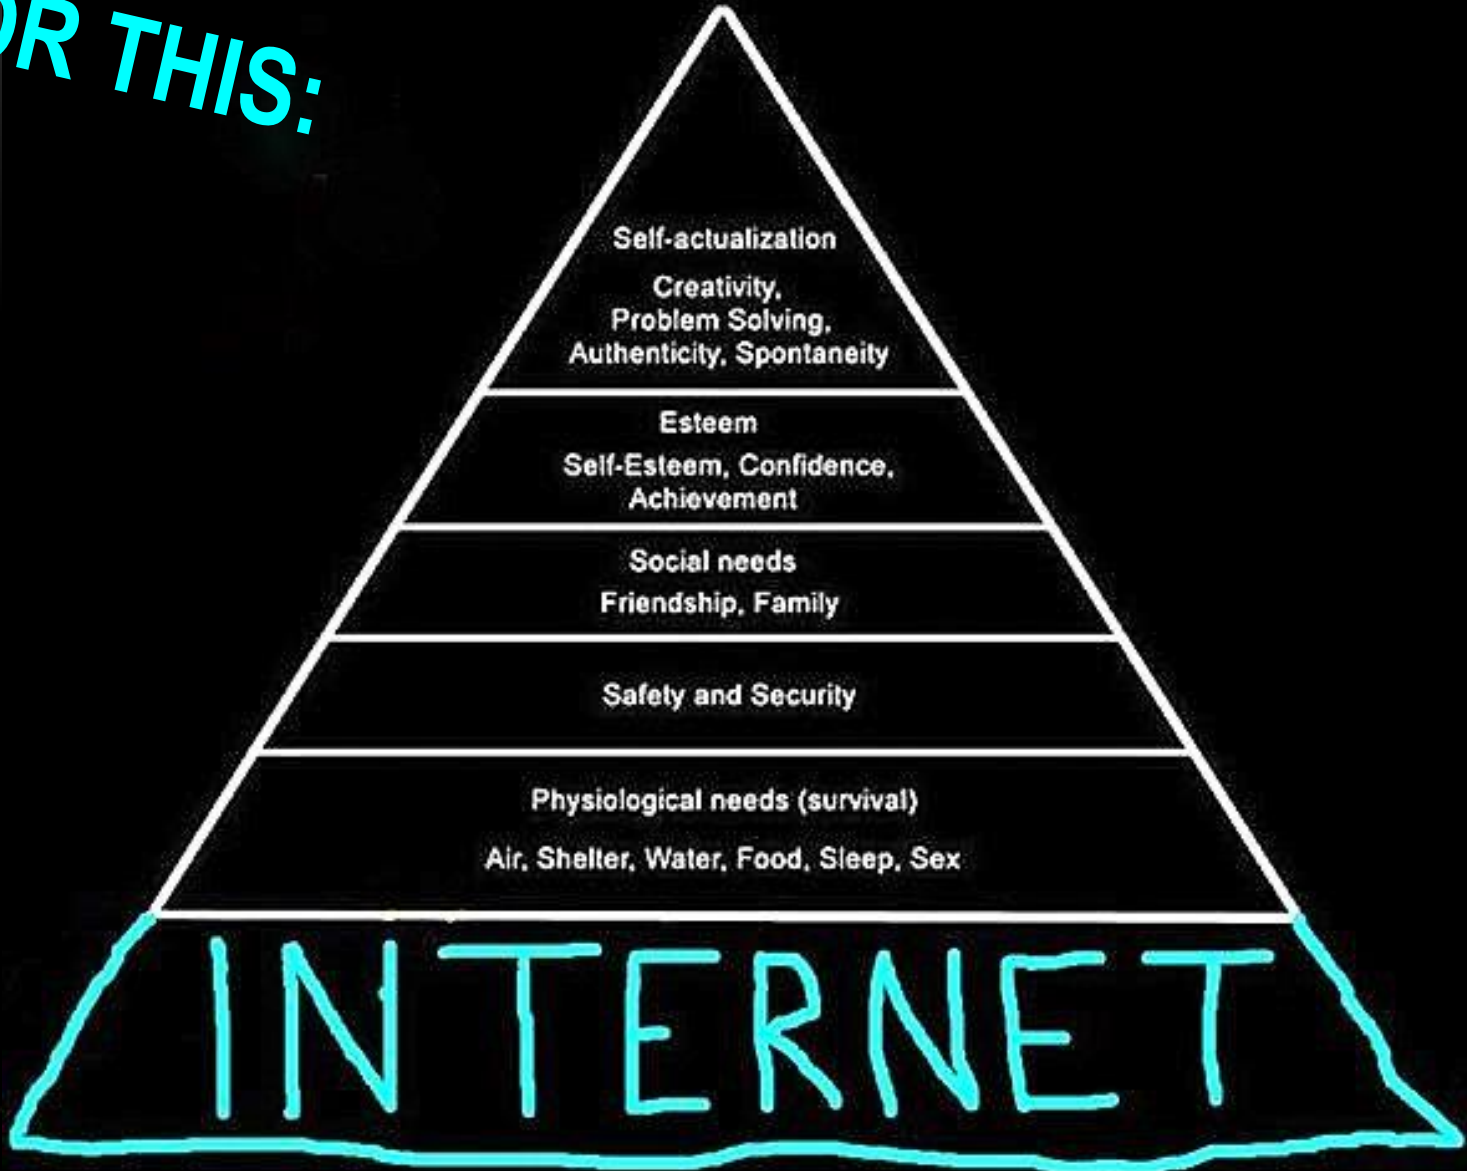 R THIS:
Self-actualization
Creativity,
Problem Solving,
Authenticity, Spontaneity
Esteem
Self-Esteem, Confidence,
Achievement
Social needs
Friendship, Family
Safety and Security
Physiological needs (survival)
Air, Shelter, Water, Food, Sleep, Sex
INTERNET